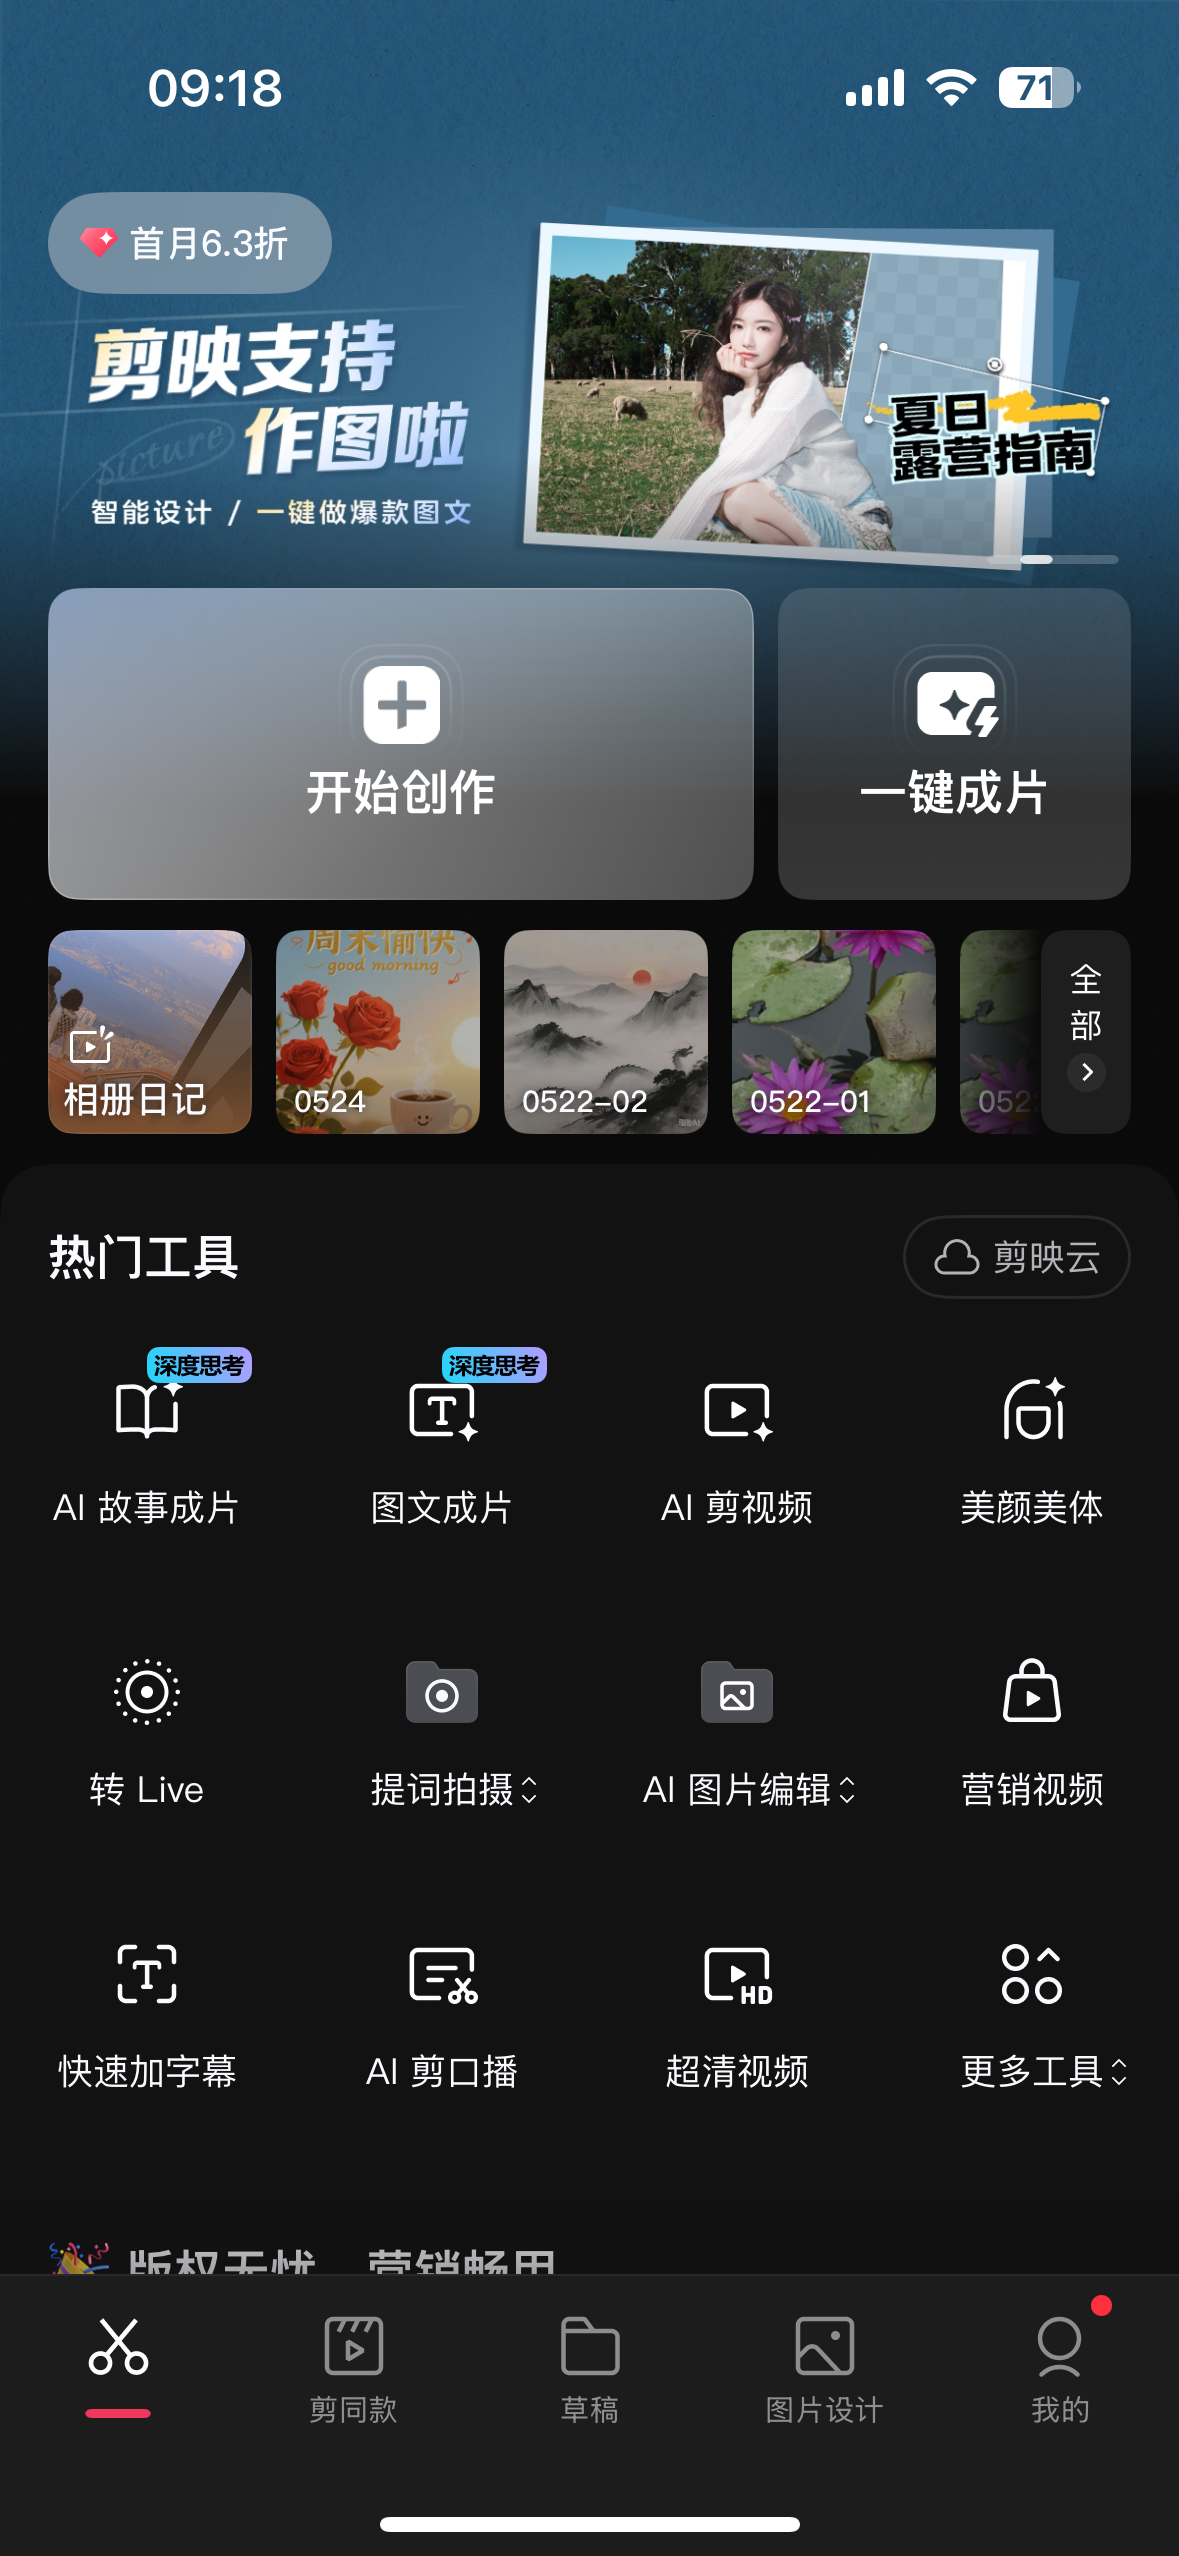 09:18
71
首月6.3折
剪映支持
作图啦
picture
智能设计 / 一键做爆款图文
夏日
露营指南
开始创作
一键成片
周末愉快
good morning
相册日记
0524
0522-02
0522-01
052
全部
热门工具
剪映云
深度思考
深度思考
AI 故事成片
图文成片
AI 剪视频
美颜美体
转 Live
提词拍摄
AI 图片编辑
营销视频
HD
快速加字幕
AI 剪口播
超清视频
更多工具
版权无忧 营销畅用
剪同款
草稿
图片设计
我的